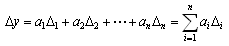 Δy = a₁Δ₁ + a₂Δ₂ + ⋯ + aₙΔₙ = ∑ᵢ₌₁ⁿ aᵢΔᵢ